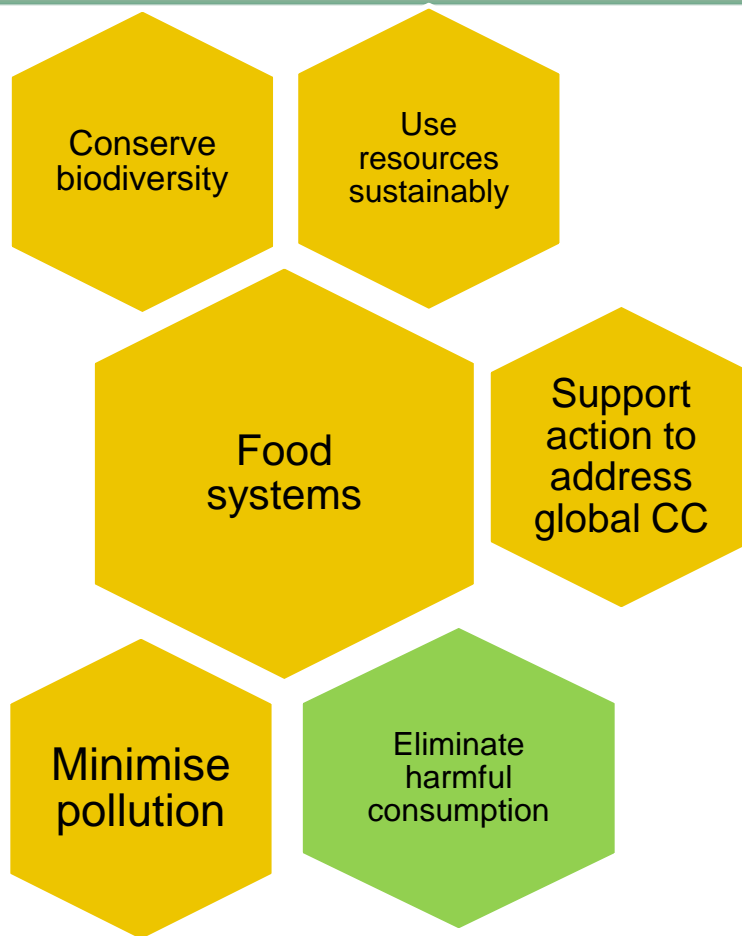 Conserve
biodiversity
Use
resources
sustainably
Food
systems
Support
action to
address
global CC
Minimise
pollution
Eliminate
harmful
consumption